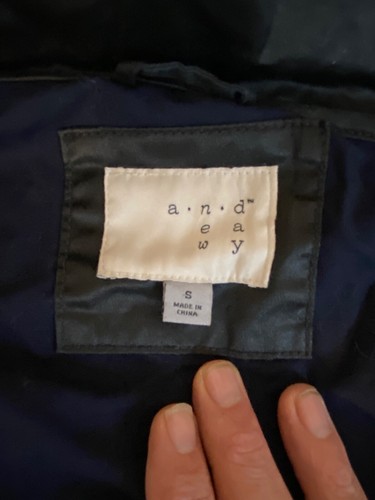 a • n • d™
e a
w y
S
MADE IN
CHINA